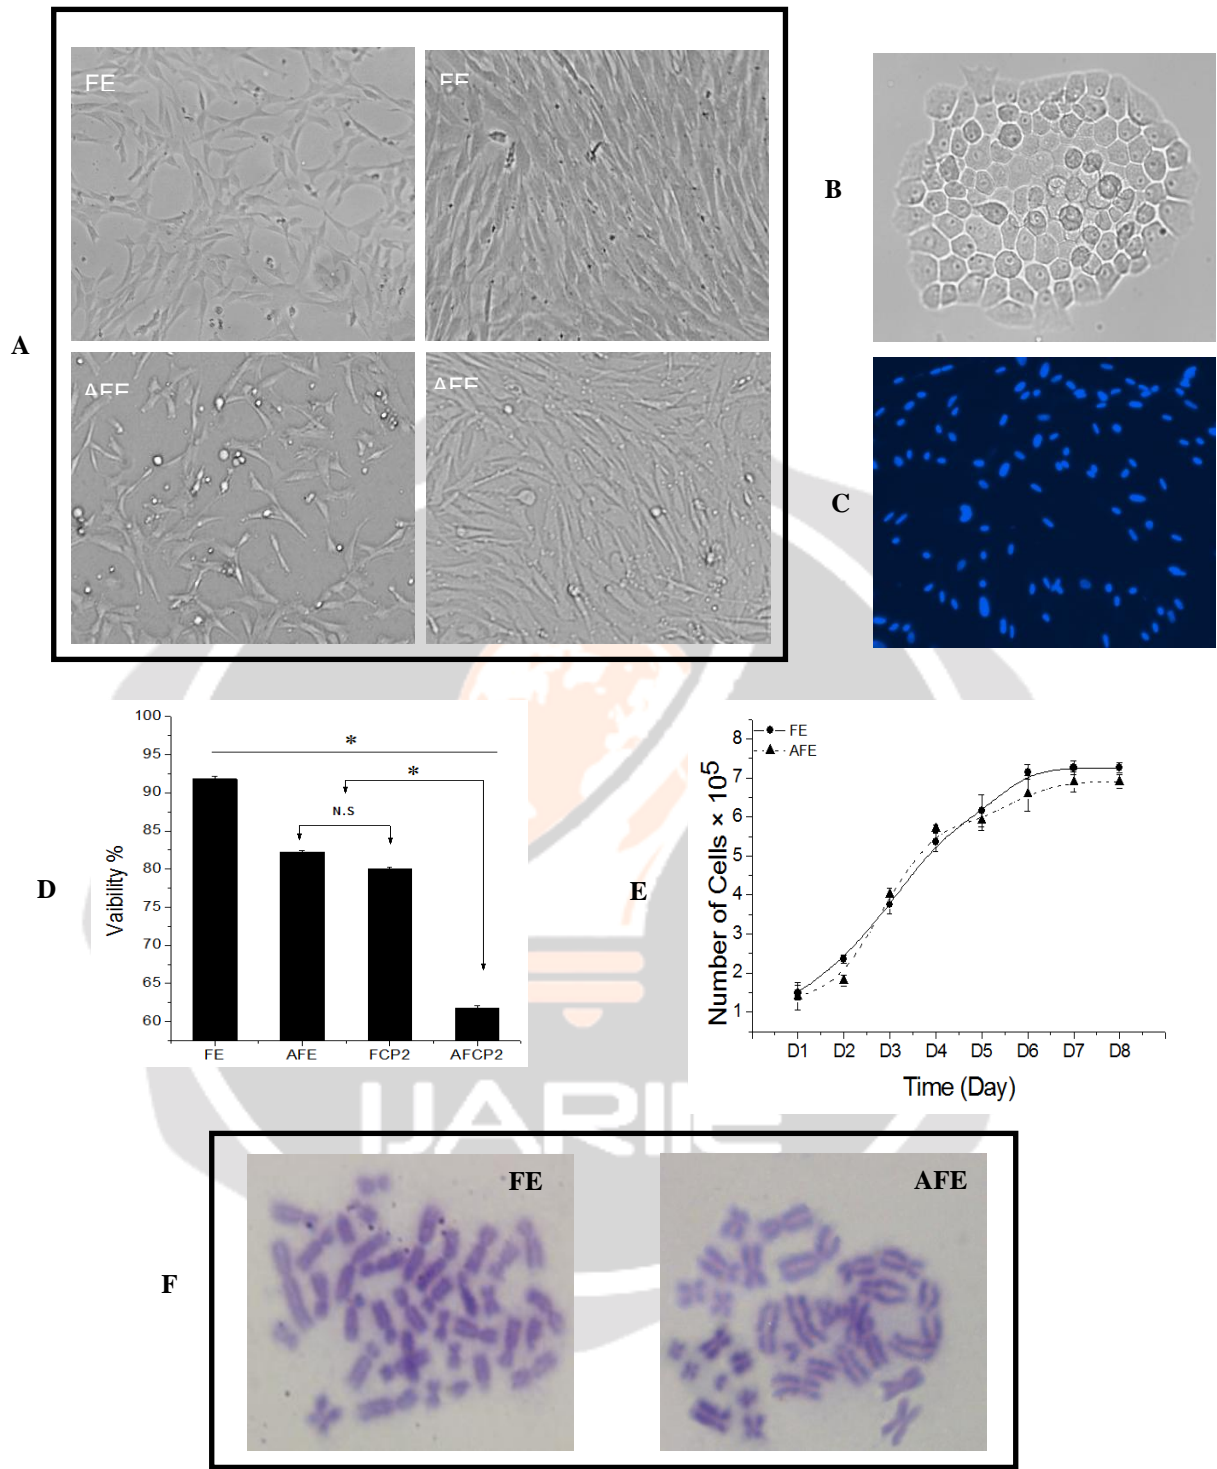 FE
FE
AFE
AFE
A
B
C
D
Vaibility %
100
95
90
85
80
75
70
65
60
*
*
N.S
FE AFE FCP2 AFCP2
E
Number of Cells × 10⁵
8
7
6
5
4
3
2
1
FE
AFE
D1 D2 D3 D4 D5 D6 D7 D8
Time (Day)
IJARIIE
F
FE
AFE